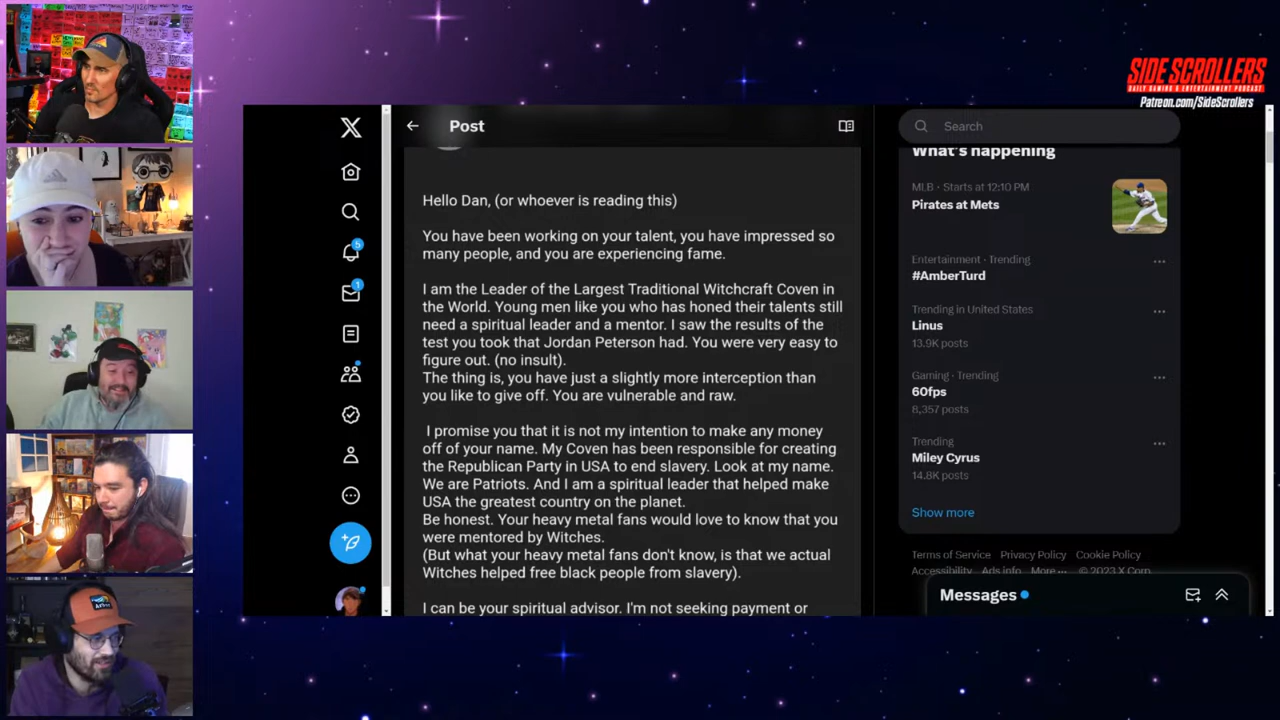 SIDE SCROLLERS
DAILY GAMING & ENTERTAINMENT PODCAST
Patreon.com/SideScrollers
Post
Hello Dan, (or whoever is reading this)
You have been working on your talent, you have impressed so
many people, and you are experiencing fame.
I am the Leader of the Largest Traditional Witchcraft Coven in
the World. Young men like you who has honed their talents still
need a spiritual leader and a mentor. I saw the results of the
test you took that Jordan Peterson had. You were very easy to
figure out. (no insult).
The thing is, you have just a slightly more interception than
you like to give off. You are vulnerable and raw.
I promise you that it is not my intention to make any money
off of your name. My Coven has been responsible for creating
the Republican Party in USA to end slavery. Look at my name.
We are Patriots. And I am a spiritual leader that helped make
USA the greatest country on the planet.
Be honest. Your heavy metal fans would love to know that you
were mentored by Witches.
(But what your heavy metal fans don't know, is that we actual
Witches helped free black people from slavery).
I can be your spiritual advisor. I'm not seeking payment or
5
1
Search
What's happening
MLB · Starts at 12:10 PM
Pirates at Mets
Entertainment · Trending
#AmberTurd
Trending in United States
Linus
13.9K posts
Gaming · Trending
60fps
8,357 posts
Trending
Miley Cyrus
14.8K posts
Show more
Terms of Service Privacy Policy Cookie Policy
Accessibility Ads info More ··· © 2023 X Corp.
Messages